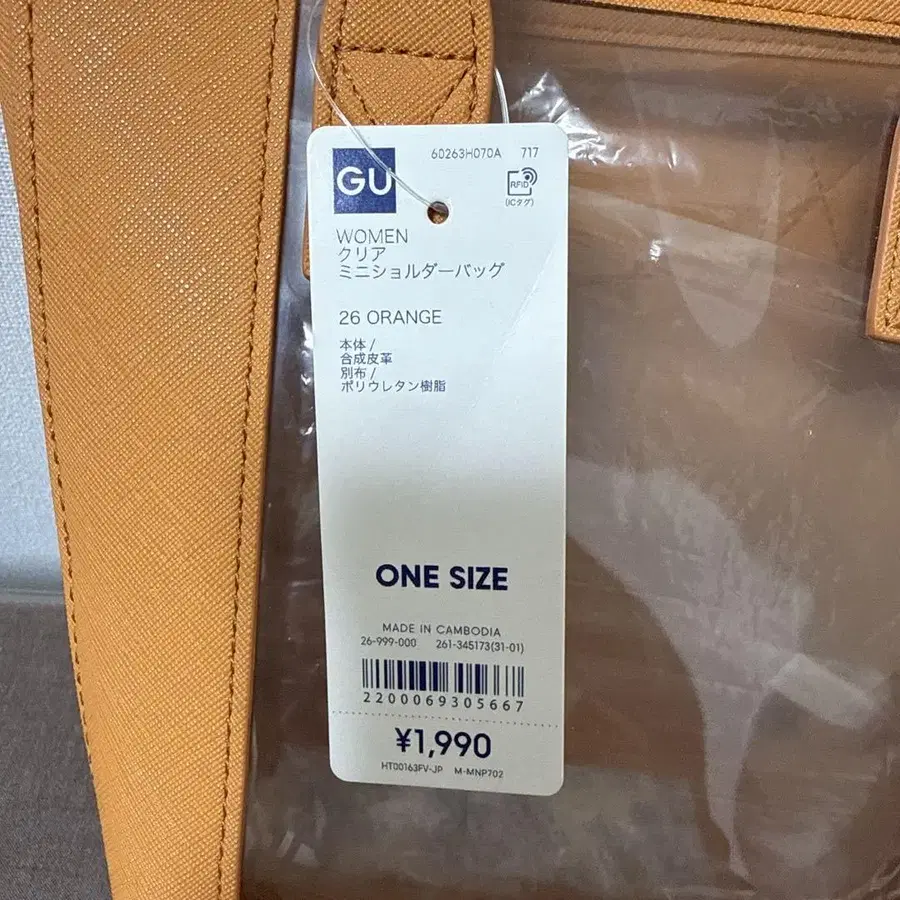 GU
60263H070A 717
RFID
(ICタグ)
WOMEN
クリア
ミニショルダーバッグ
26 ORANGE
本体 /
合成皮革
別布 /
ポリウレタン樹脂
ONE SIZE
MADE IN CAMBODIA
26-999-000 261-345173(31-01)
2200069305667
¥1,990
HT00163FV-JP M-MNP702